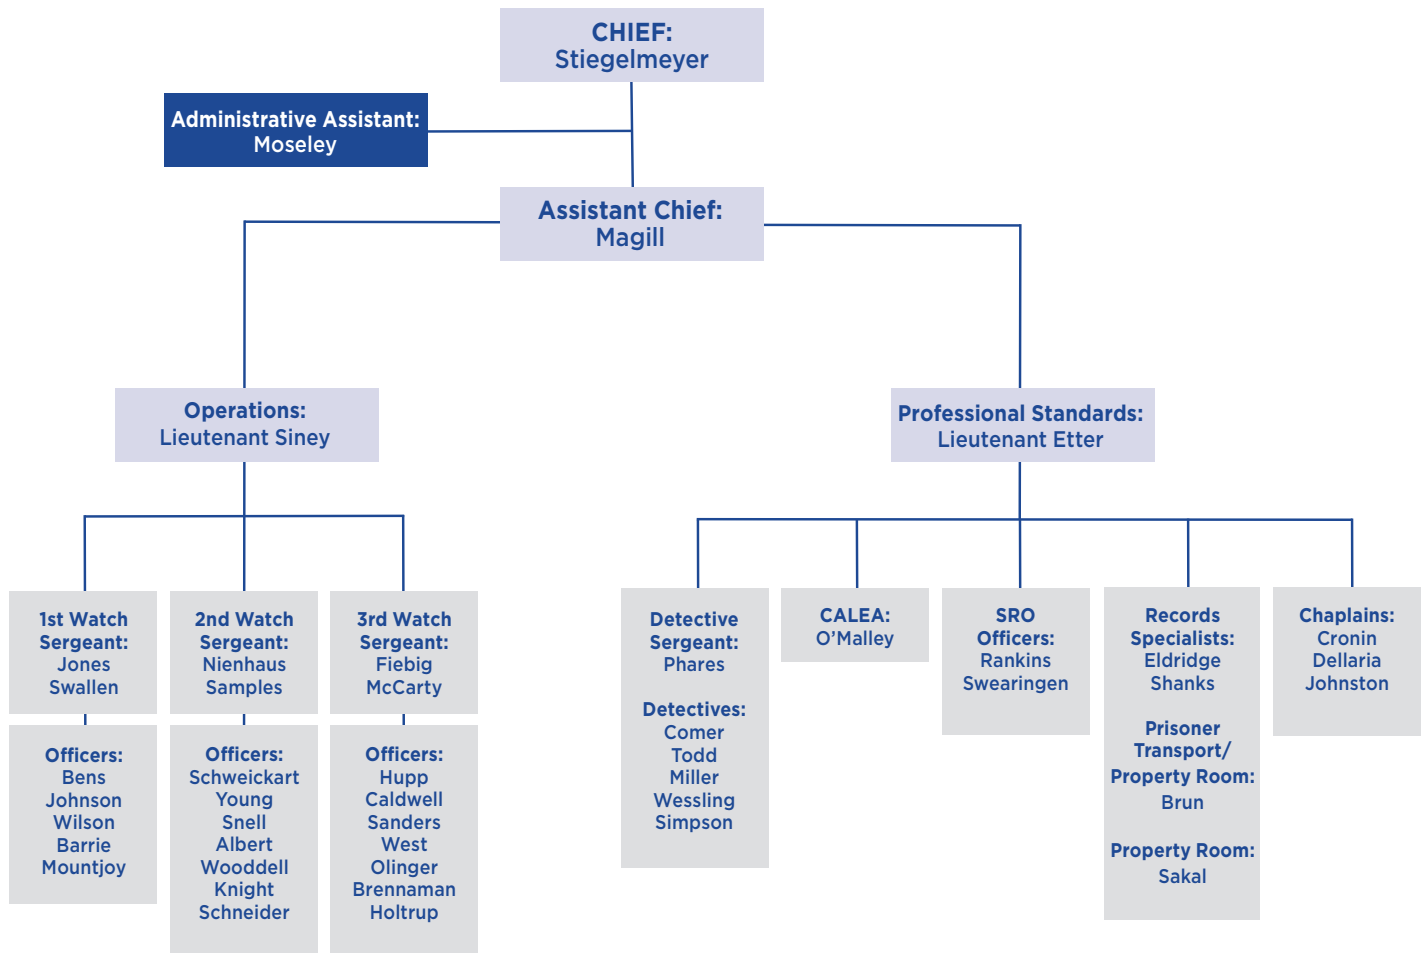 CHIEF:
Stiegelmeyer
Administrative Assistant:
Moseley
Assistant Chief:
Magill
Operations:
Lieutenant Siney
Professional Standards:
Lieutenant Etter
1st Watch
Sergeant:
Jones
Swallen
Officers:
Bens
Johnson
Wilson
Barrie
Mountjoy
2nd Watch
Sergeant:
Nienhaus
Samples
Officers:
Schweickart
Young
Snell
Albert
Wooddell
Knight
Schneider
3rd Watch
Sergeant:
Fiebig
McCarty
Officers:
Hupp
Caldwell
Sanders
West
Olinger
Brennaman
Holtrup
Detective
Sergeant:
Phares
Detectives:
Comer
Todd
Miller
Wessling
Simpson
CALEA:
O’Malley
SRO
Officers:
Rankins
Swearingen
Records
Specialists:
Eldridge
Shanks
Prisoner
Transport/
Property Room:
Brun
Property Room:
Sakal
Chaplains:
Cronin
Dellaria
Johnston